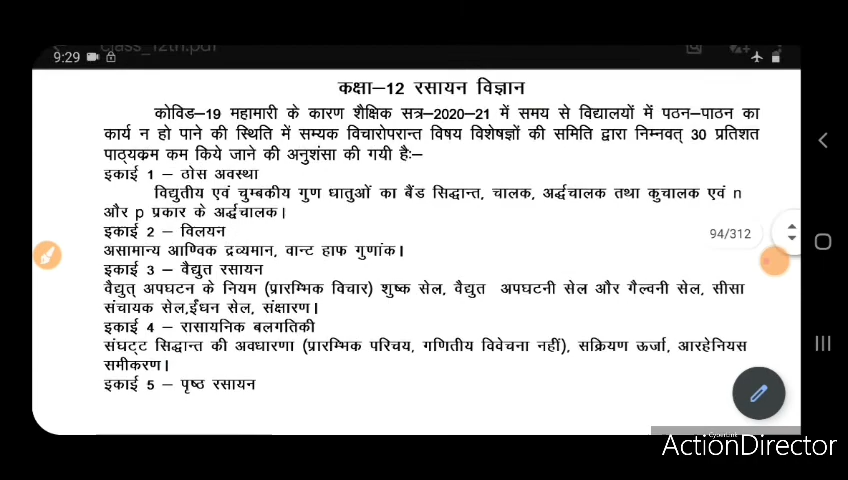 class_12th.pdf
9:29
कक्षा–12 रसायन विज्ञान
कोविड–19 महामारी के कारण शैक्षिक सत्र–2020–21 में समय से विद्यालयों में पठन–पाठन का
कार्य न हो पाने की स्थिति में सम्यक विचारोपरान्त विषय विशेषज्ञों की समिति द्वारा निम्नवत् 30 प्रतिशत
पाठ्यक्रम कम किये जाने की अनुशंसा की गयी हैः–
इकाई 1 – ठोस अवस्था
विद्युतीय एवं चुम्बकीय गुण धातुओं का बैंड सिद्धान्त, चालक, अर्द्धचालक तथा कुचालक एवं n
और p प्रकार के अर्द्धचालक।
94/312
इकाई 2 – विलयन
असामान्य आण्विक द्रव्यमान, वान्ट हाफ गुणांक।
इकाई 3 – वैद्युत रसायन
वैद्युत् अपघटन के नियम (प्रारम्भिक विचार) शुष्क सेल, वैद्युत अपघटनी सेल और गैल्वनी सेल, सीसा
संचायक सेल,ईंधन सेल, संक्षारण।
इकाई 4 – रासायनिक बलगतिकी
संघट्ट सिद्धान्त की अवधारणा (प्रारम्भिक परिचय, गणितीय विवेचना नहीं), सक्रियण ऊर्जा, आरहेनियस
समीकरण।
इकाई 5 – पृष्ठ रसायन
CyberLink
ActionDirector